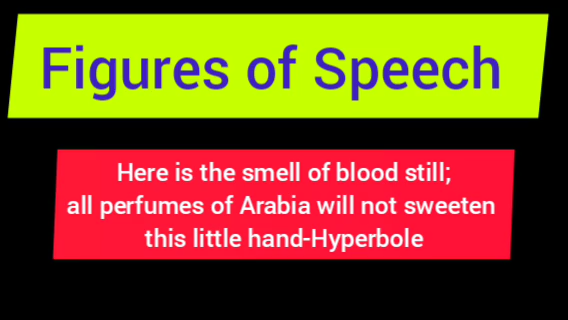 Figures of Speech
Here is the smell of blood still;
all perfumes of Arabia will not sweeten
this little hand-Hyperbole